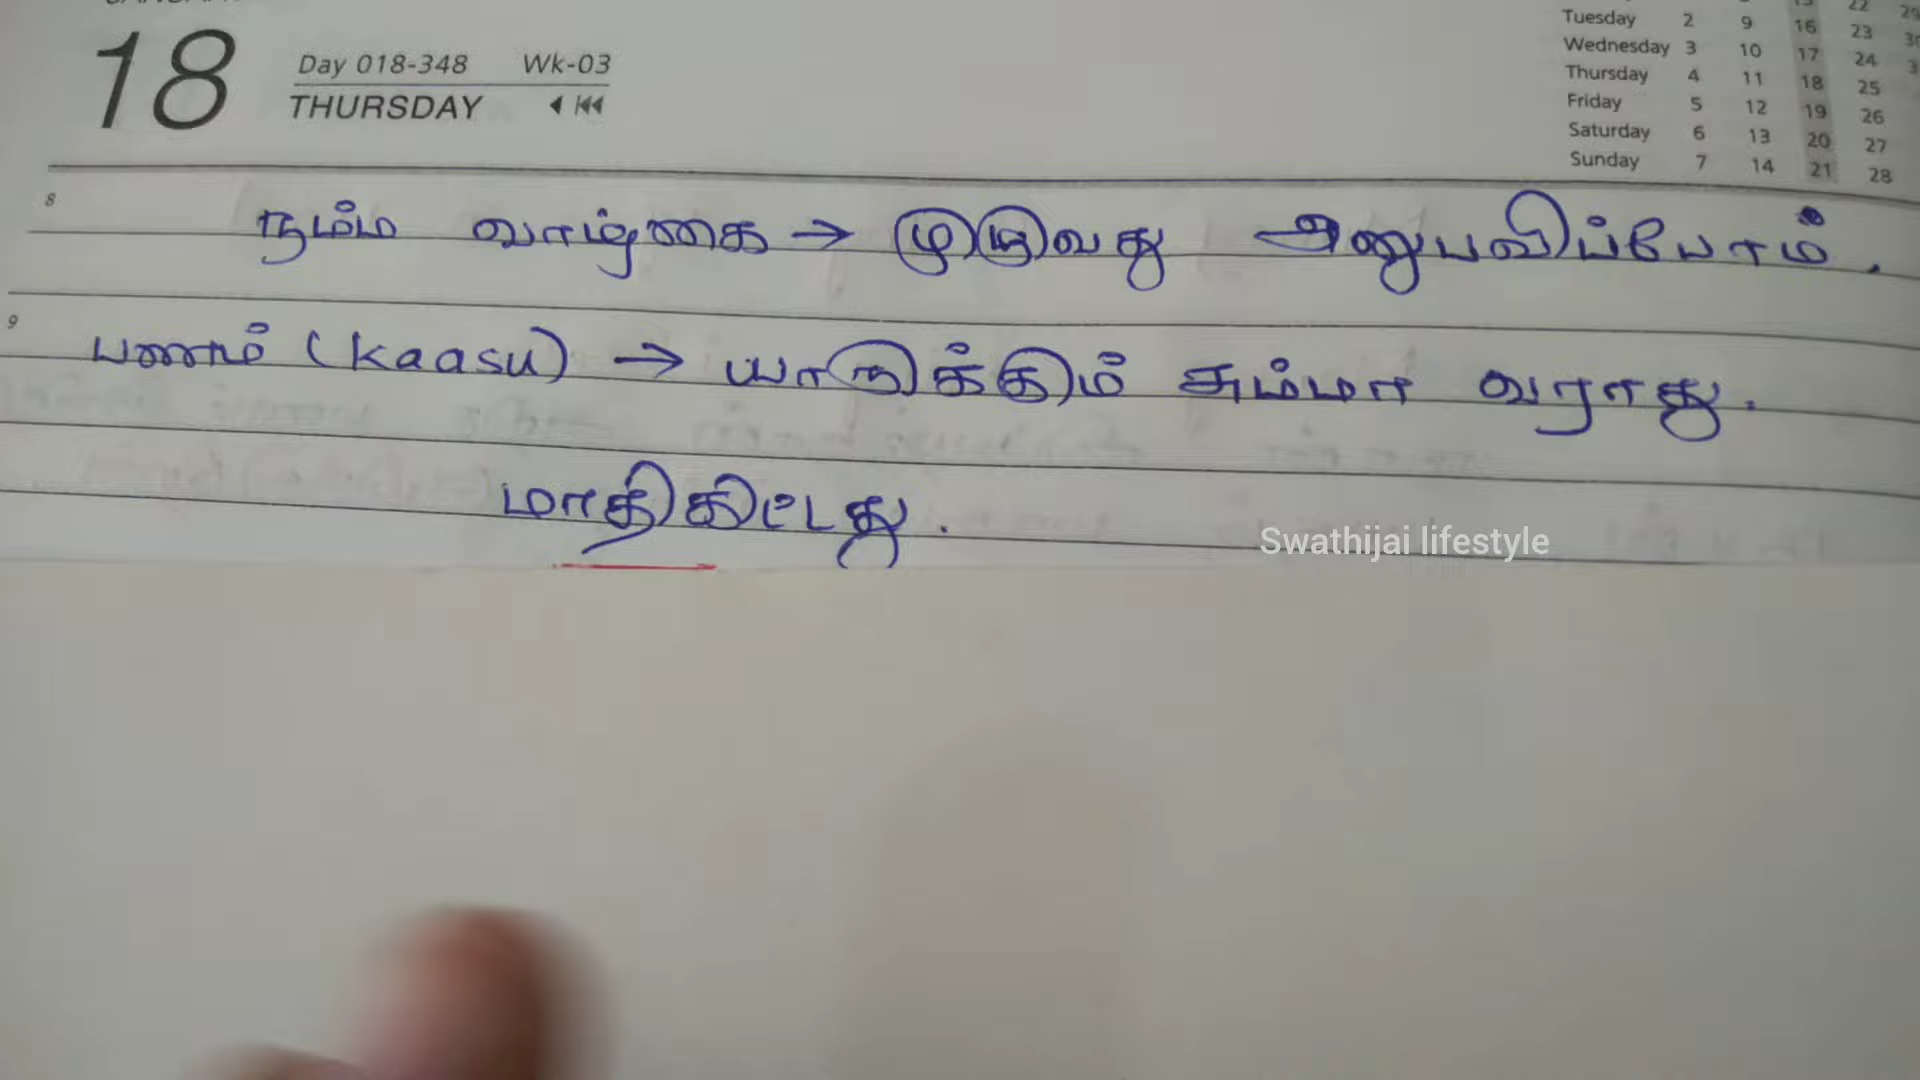 18 Day 018-348 Wk-03
THURSDAY
Tuesday 2 9 16 23
Wednesday 3 10 17 24
Thursday 4 11 18 25
Friday 5 12 19 26
Saturday 6 13 20 27
Sunday 7 14 21 28
8 நம்ம வாழ்கை → முழுவது அனுபவிப்போம்.
9 பணம் (kaasu) → யாருக்கும் சும்மா வராது.
மாதிகிட்டது.
Swathijai lifestyle